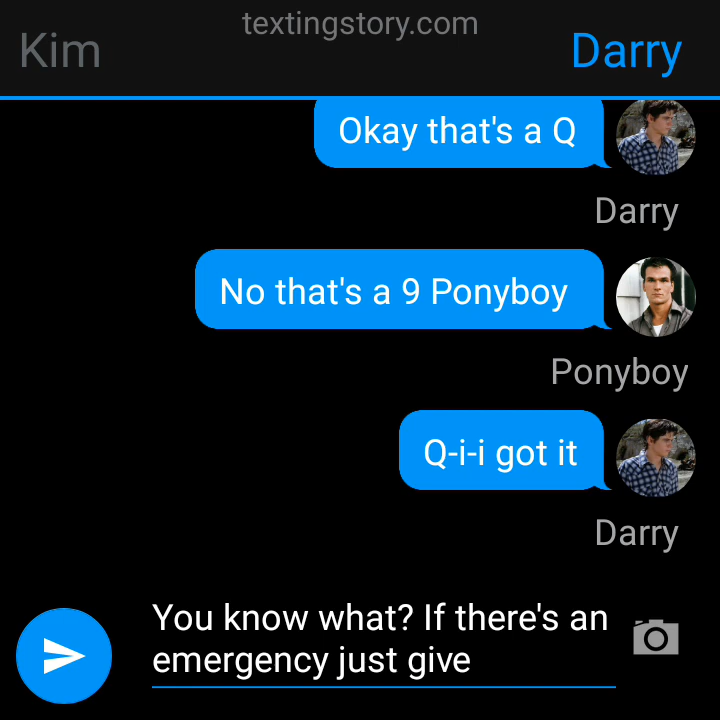 textingstory.com
Kim
Darry
Okay that's a Q
Darry
No that's a 9 Ponyboy
Ponyboy
Q-i-i got it
Darry
You know what? If there's an
emergency just give